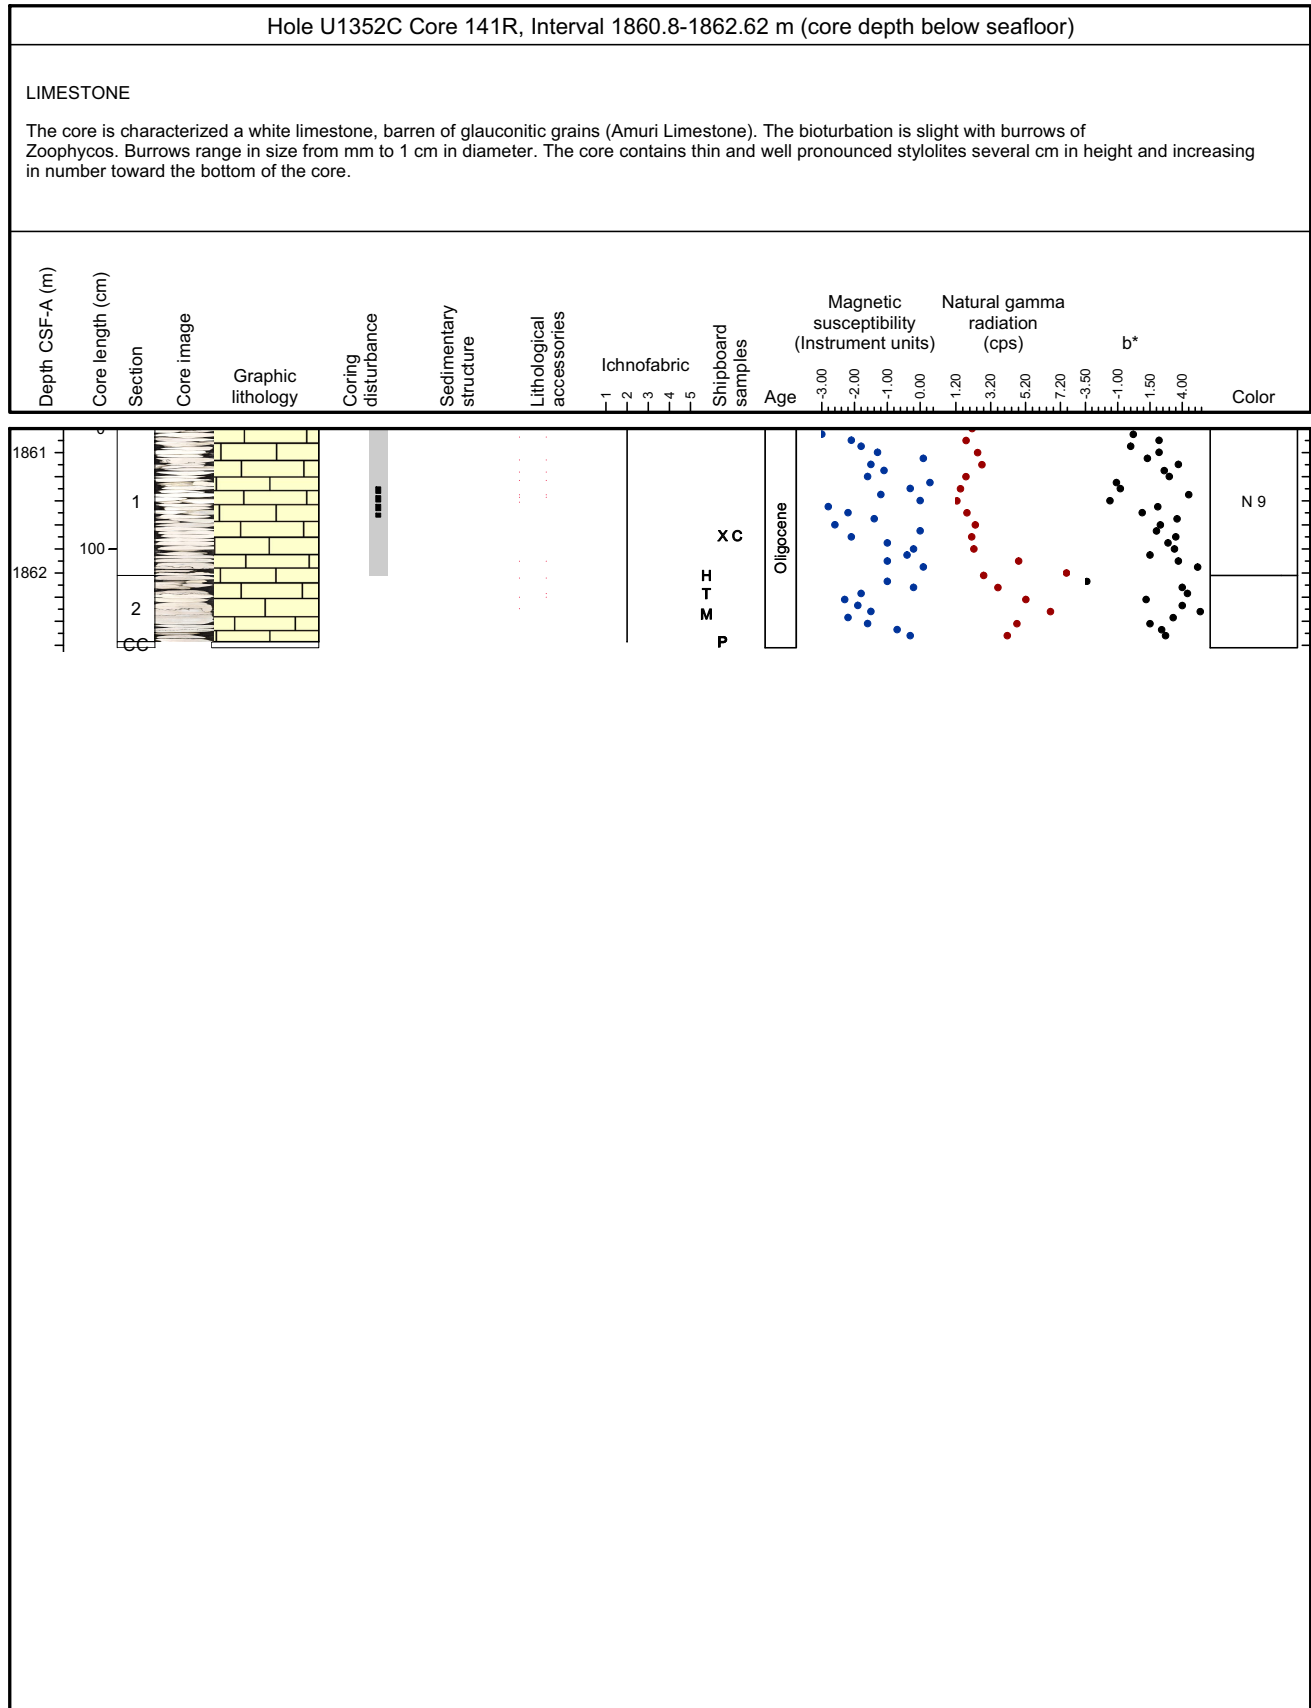 Hole U1352C Core 141R, Interval 1860.8-1862.62 m (core depth below seafloor)
LIMESTONE
The core is characterized a white limestone, barren of glauconitic grains (Amuri Limestone). The bioturbation is slight with burrows of
Zoophycos. Burrows range in size from mm to 1 cm in diameter. The core contains thin and well pronounced stylolites several cm in height and increasing
in number toward the bottom of the core.
Depth CSF-A (m)
Core length (cm)
Section
Core image
Graphic
lithology
Coring
disturbance
Sedimentary
structure
Lithological
accessories
Ichnofabric
1 2 3 4 5
Shipboard
samples
Age
Magnetic
susceptibility
(Instrument units)
-3.00 -2.00 -1.00 0.00
Natural gamma
radiation
(cps)
1.20 3.20 5.20 7.20
b*
-3.50 -1.00 1.50 4.00
Color
1861
1862
0
100
1
2
CC
X C
H
T
M
P
Oligocene
N 9